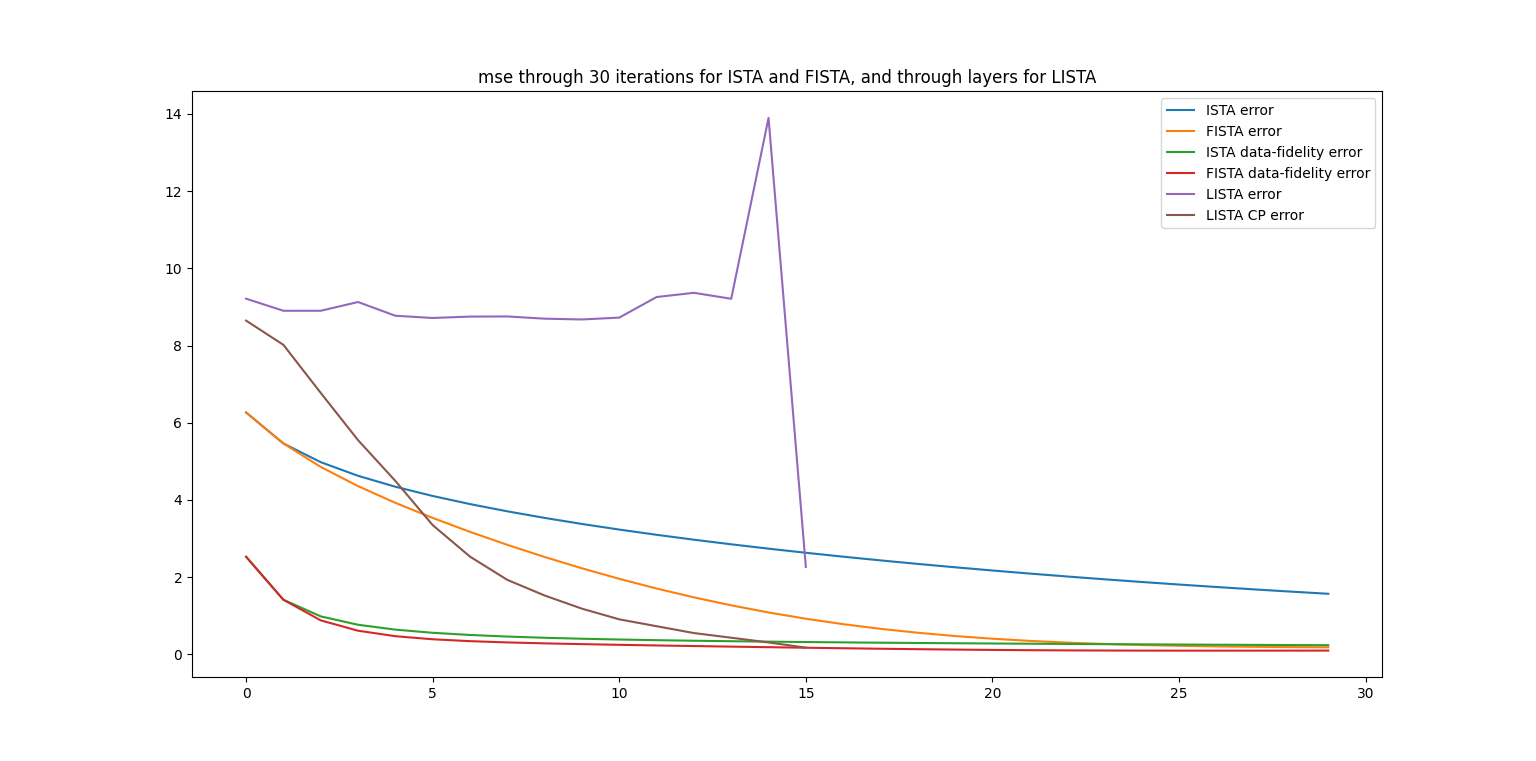 mse through 30 iterations for ISTA and FISTA, and through layers for LISTA
ISTA error
FISTA error
ISTA data-fidelity error
FISTA data-fidelity error
LISTA error
LISTA CP error
14
12
10
8
6
4
2
0
0 5 10 15 20 25 30